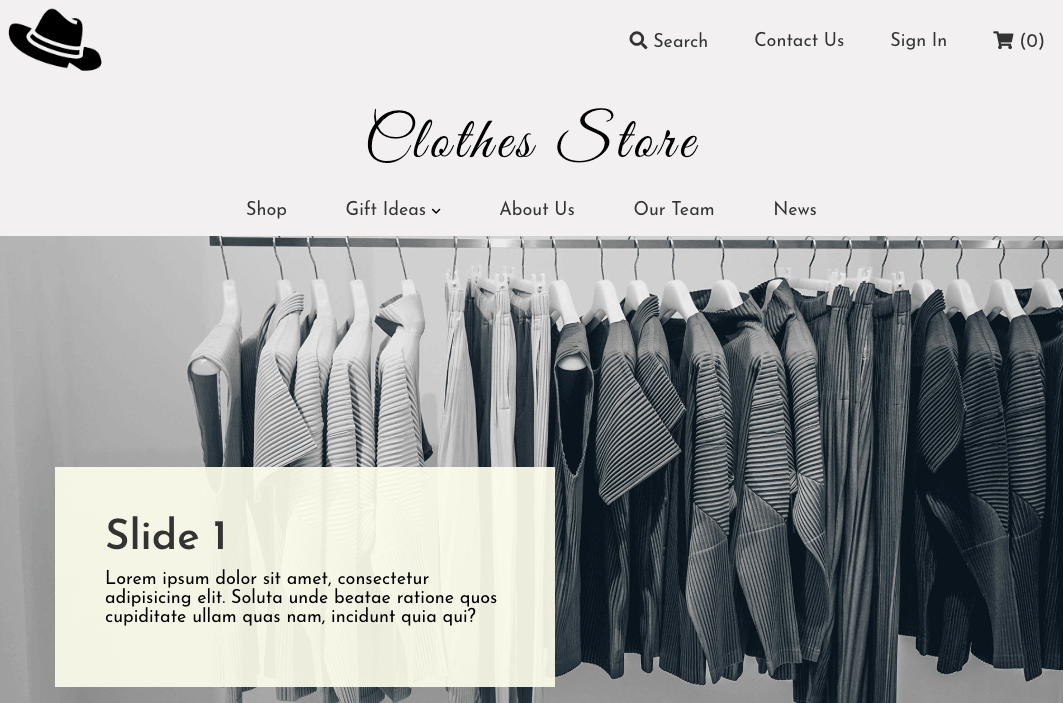 Search Contact Us Sign In (0)
Clothes Store
Shop Gift Ideas About Us Our Team News
Slide 1
Lorem ipsum dolor sit amet, consectetur
adipisicing elit. Soluta unde beatae ratione quos
cupiditate ullam quas nam, incidunt quia qui?